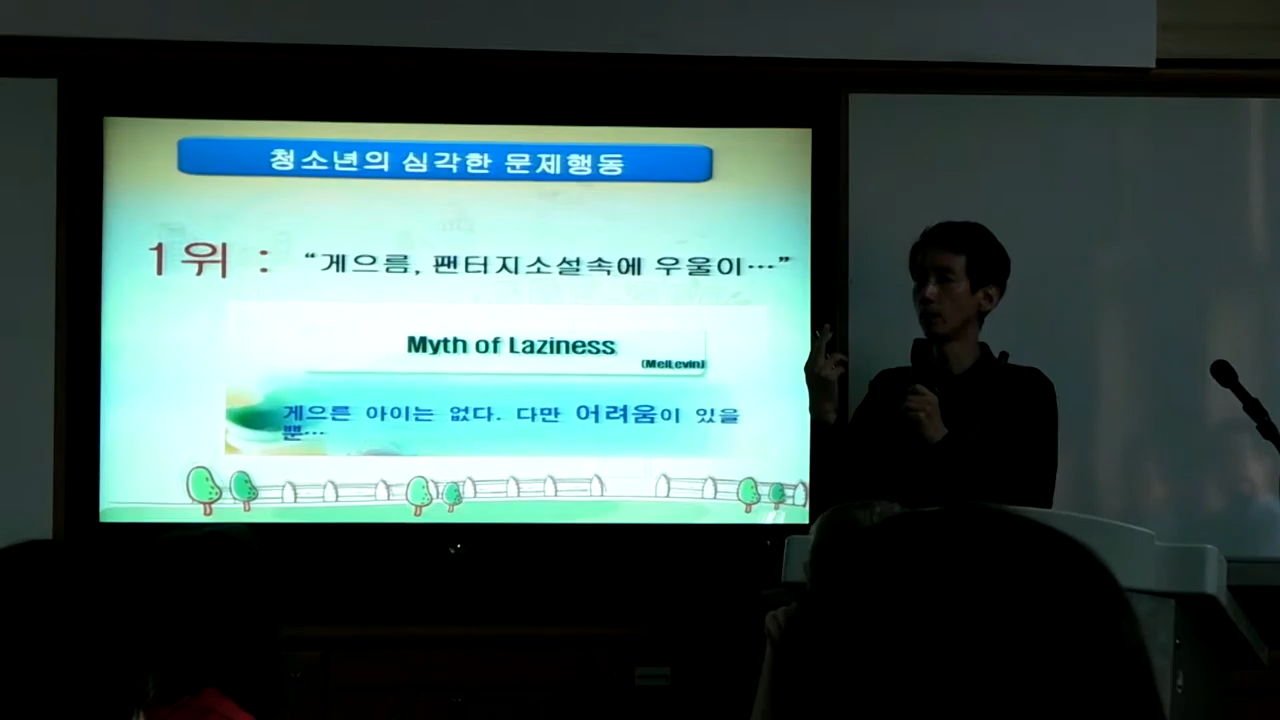 청소년의 심각한 문제행동
1위 : “게으름, 팬터지소설속에 우울이…”
Myth of Laziness
(MelLevin)
게으른 아이는 없다. 다만 어려움이 있을
뿐…